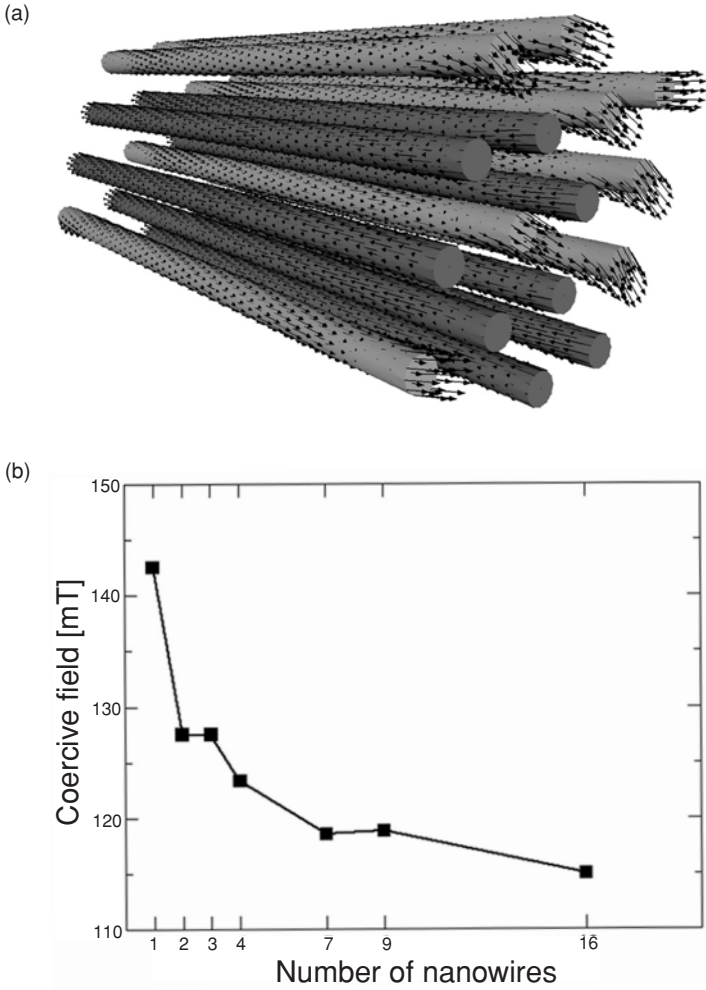 (a)
(b)
150
140
130
120
110
Coercive field [mT]
1 2 3 4 7 9 16
Number of nanowires